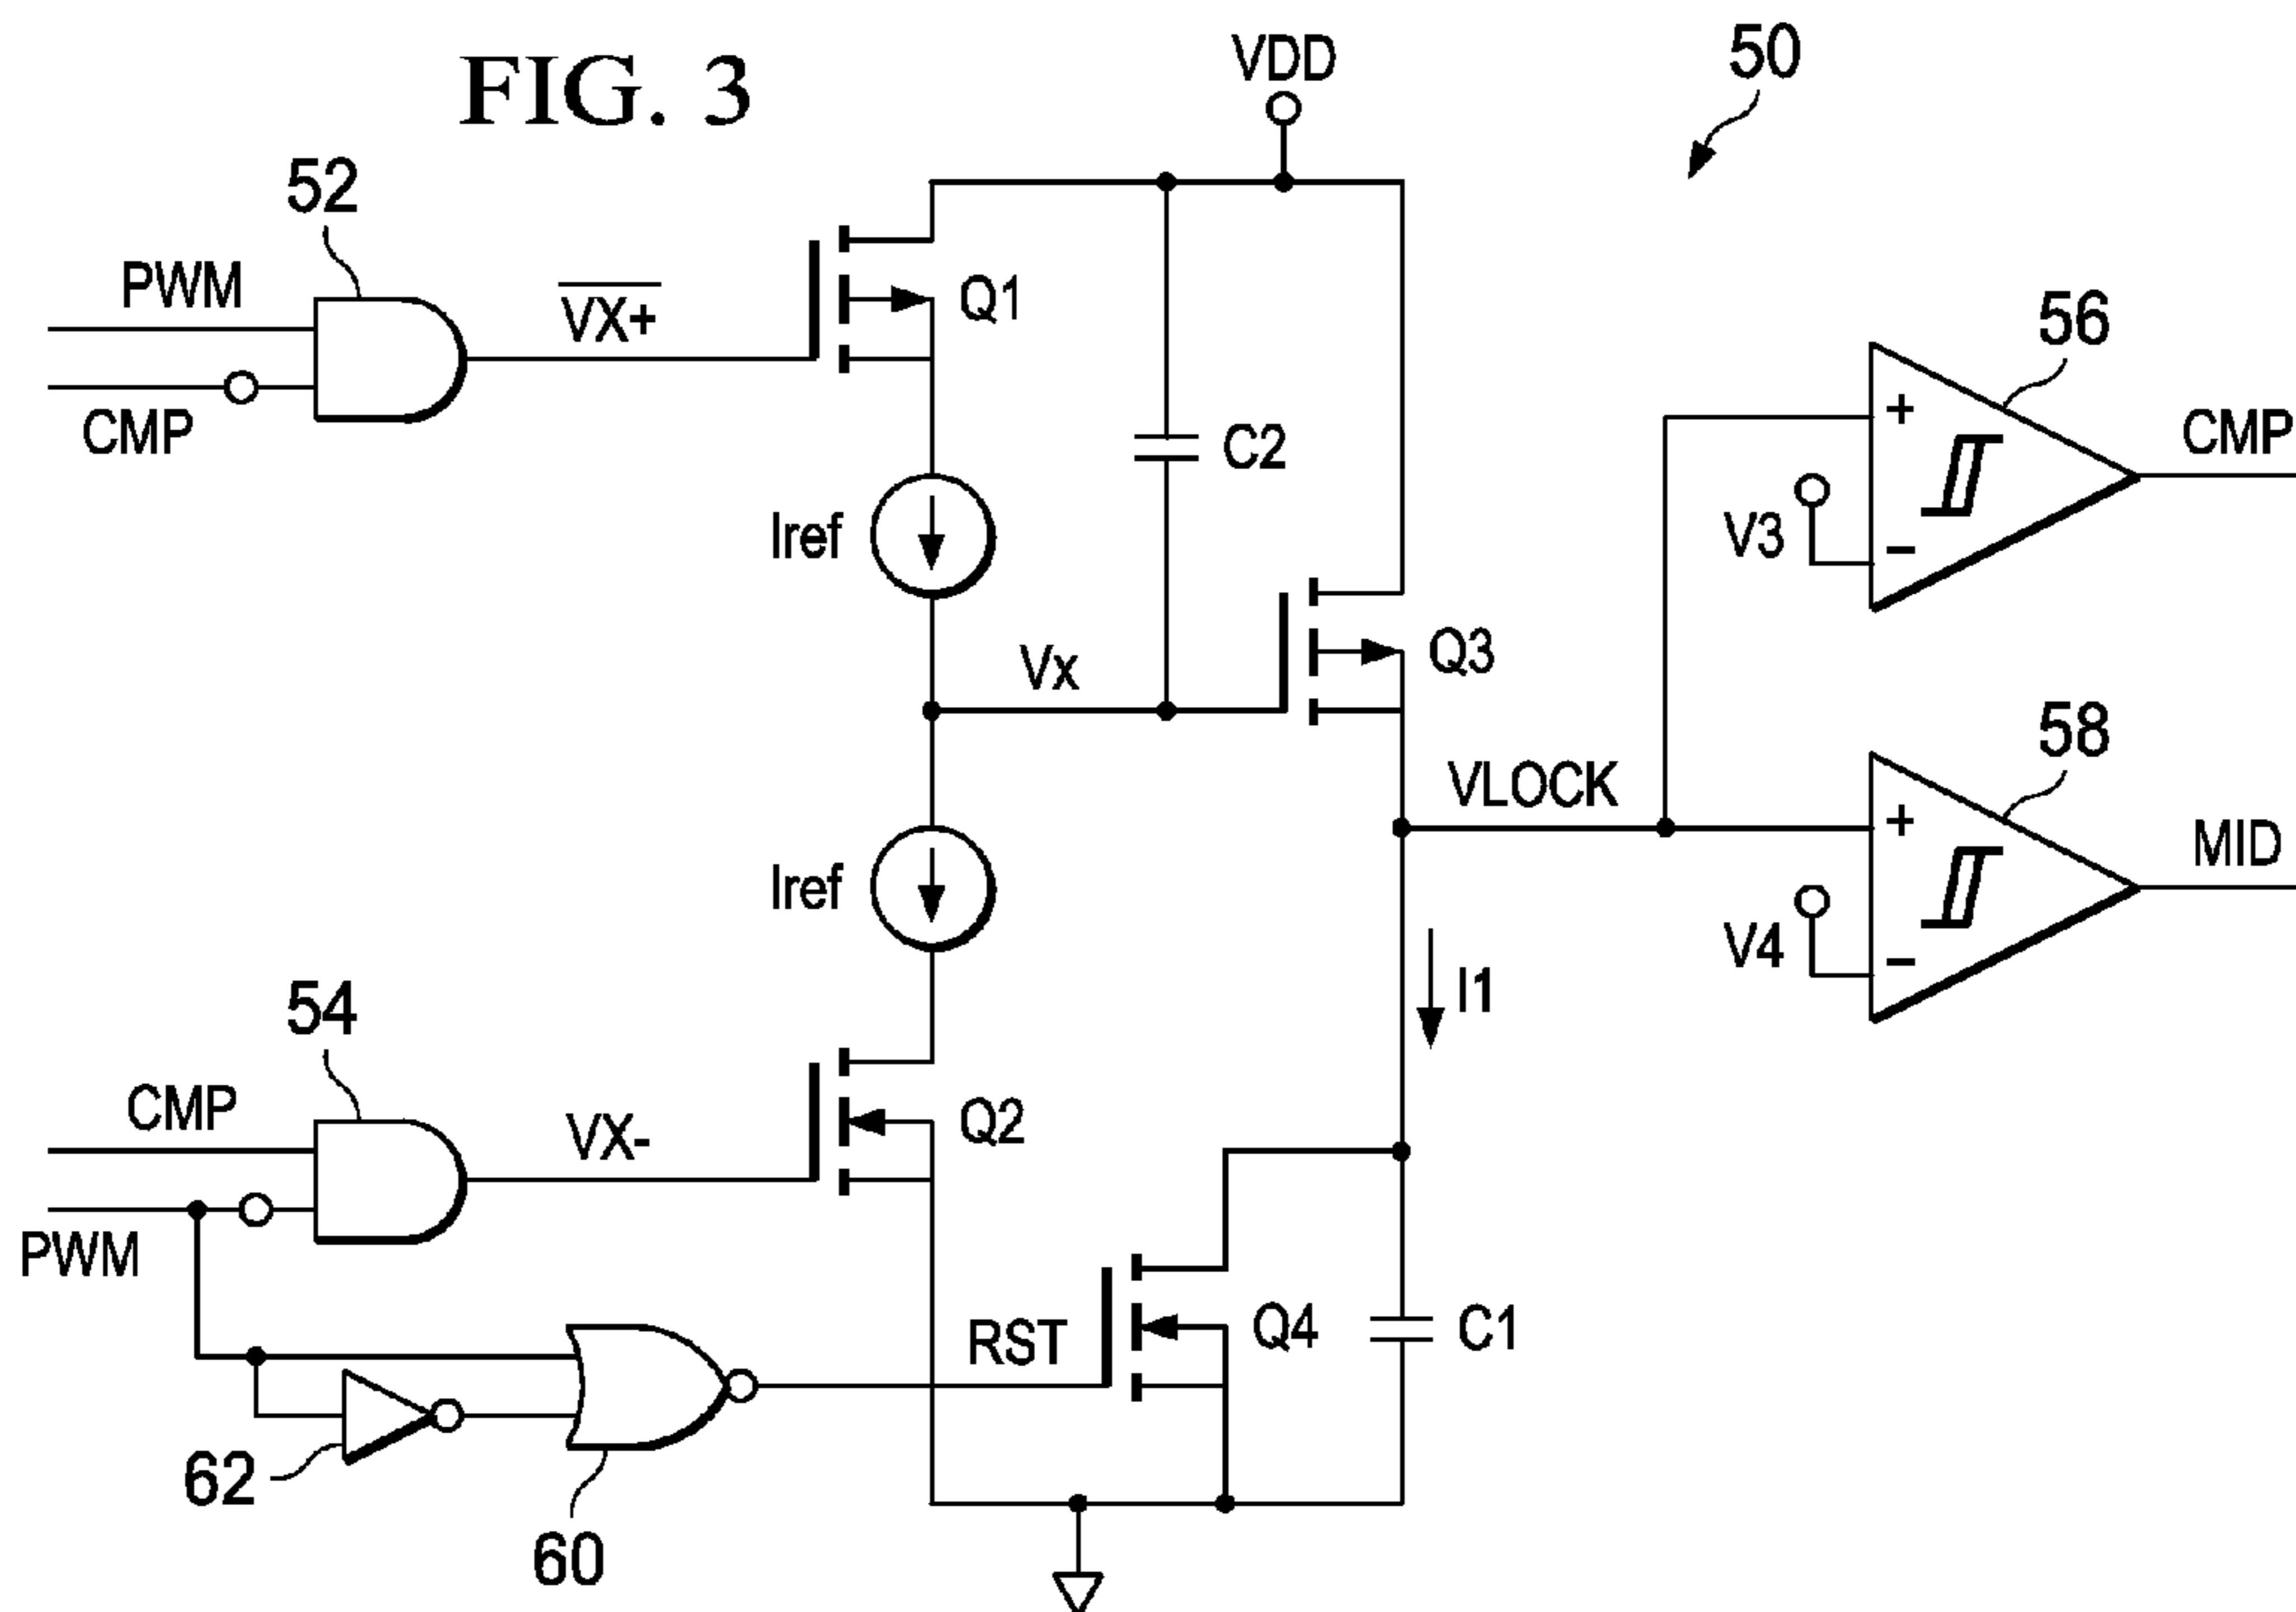 FIG. 3
VDD
50
52
PWM
VX+
Q1
CMP
56
+
CMP
C2
Iref
V3
−
Vx
Q3
58
VLOCK
+
MID
Iref
V4
−
I1
54
CMP
VX-
Q2
PWM
RST
Q4
C1
62
60